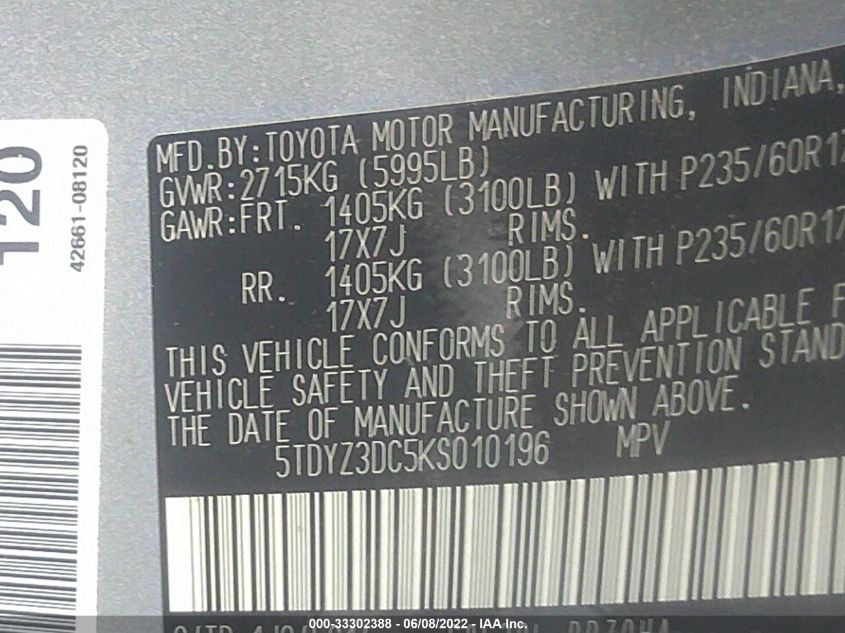 MFD.BY:TOYOTA MOTOR MANUFACTURING, INDIANA,
GVWR:2715KG (5995LB)
GAWR:FRT. 1405KG (3100LB) WITH P235/60R17
17X7J RIMS.
RR. 1405KG (3100LB) WITH P235/60R17
17X7J RIMS.
THIS VEHICLE CONFORMS TO ALL APPLICABLE F
VEHICLE SAFETY AND THEFT PREVENTION STAND
THE DATE OF MANUFACTURE SHOWN ABOVE.
5TDYZ3DC5KS010196 MPV
120
42661-08120
000-33302388 - 06/08/2022 - IAA Inc.